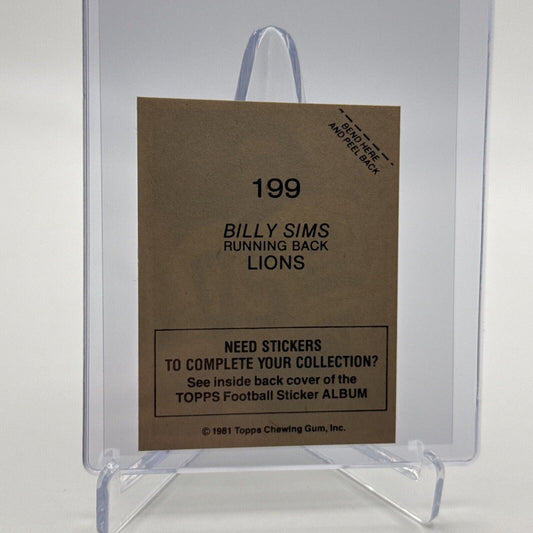 BEND HERE
AND PEEL BACK
199
BILLY SIMS
RUNNING BACK
LIONS
NEED STICKERS
TO COMPLETE YOUR COLLECTION?
See inside back cover of the
TOPPS Football Sticker ALBUM
© 1981 Topps Chewing Gum, Inc.